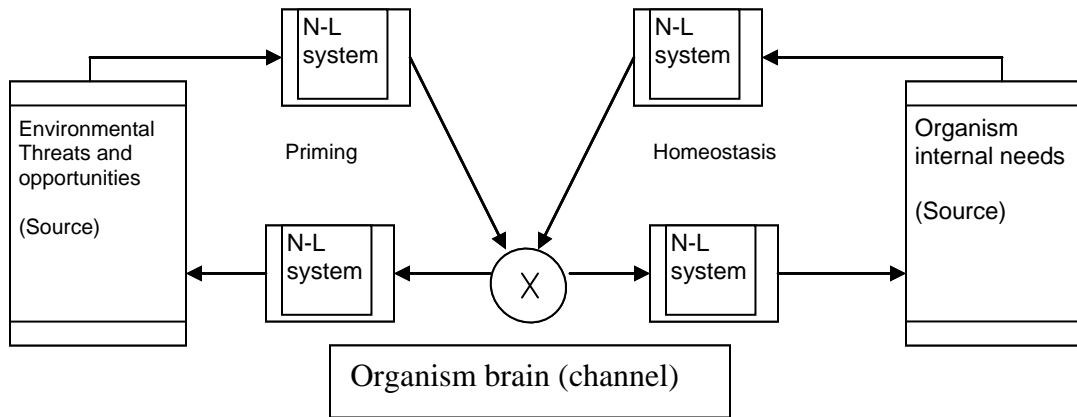 N-L
system
N-L
system
Environmental
Threats and
opportunities
(Source)
Priming
Homeostasis
Organism
internal needs
(Source)
N-L
system
X
N-L
system
Organism brain (channel)